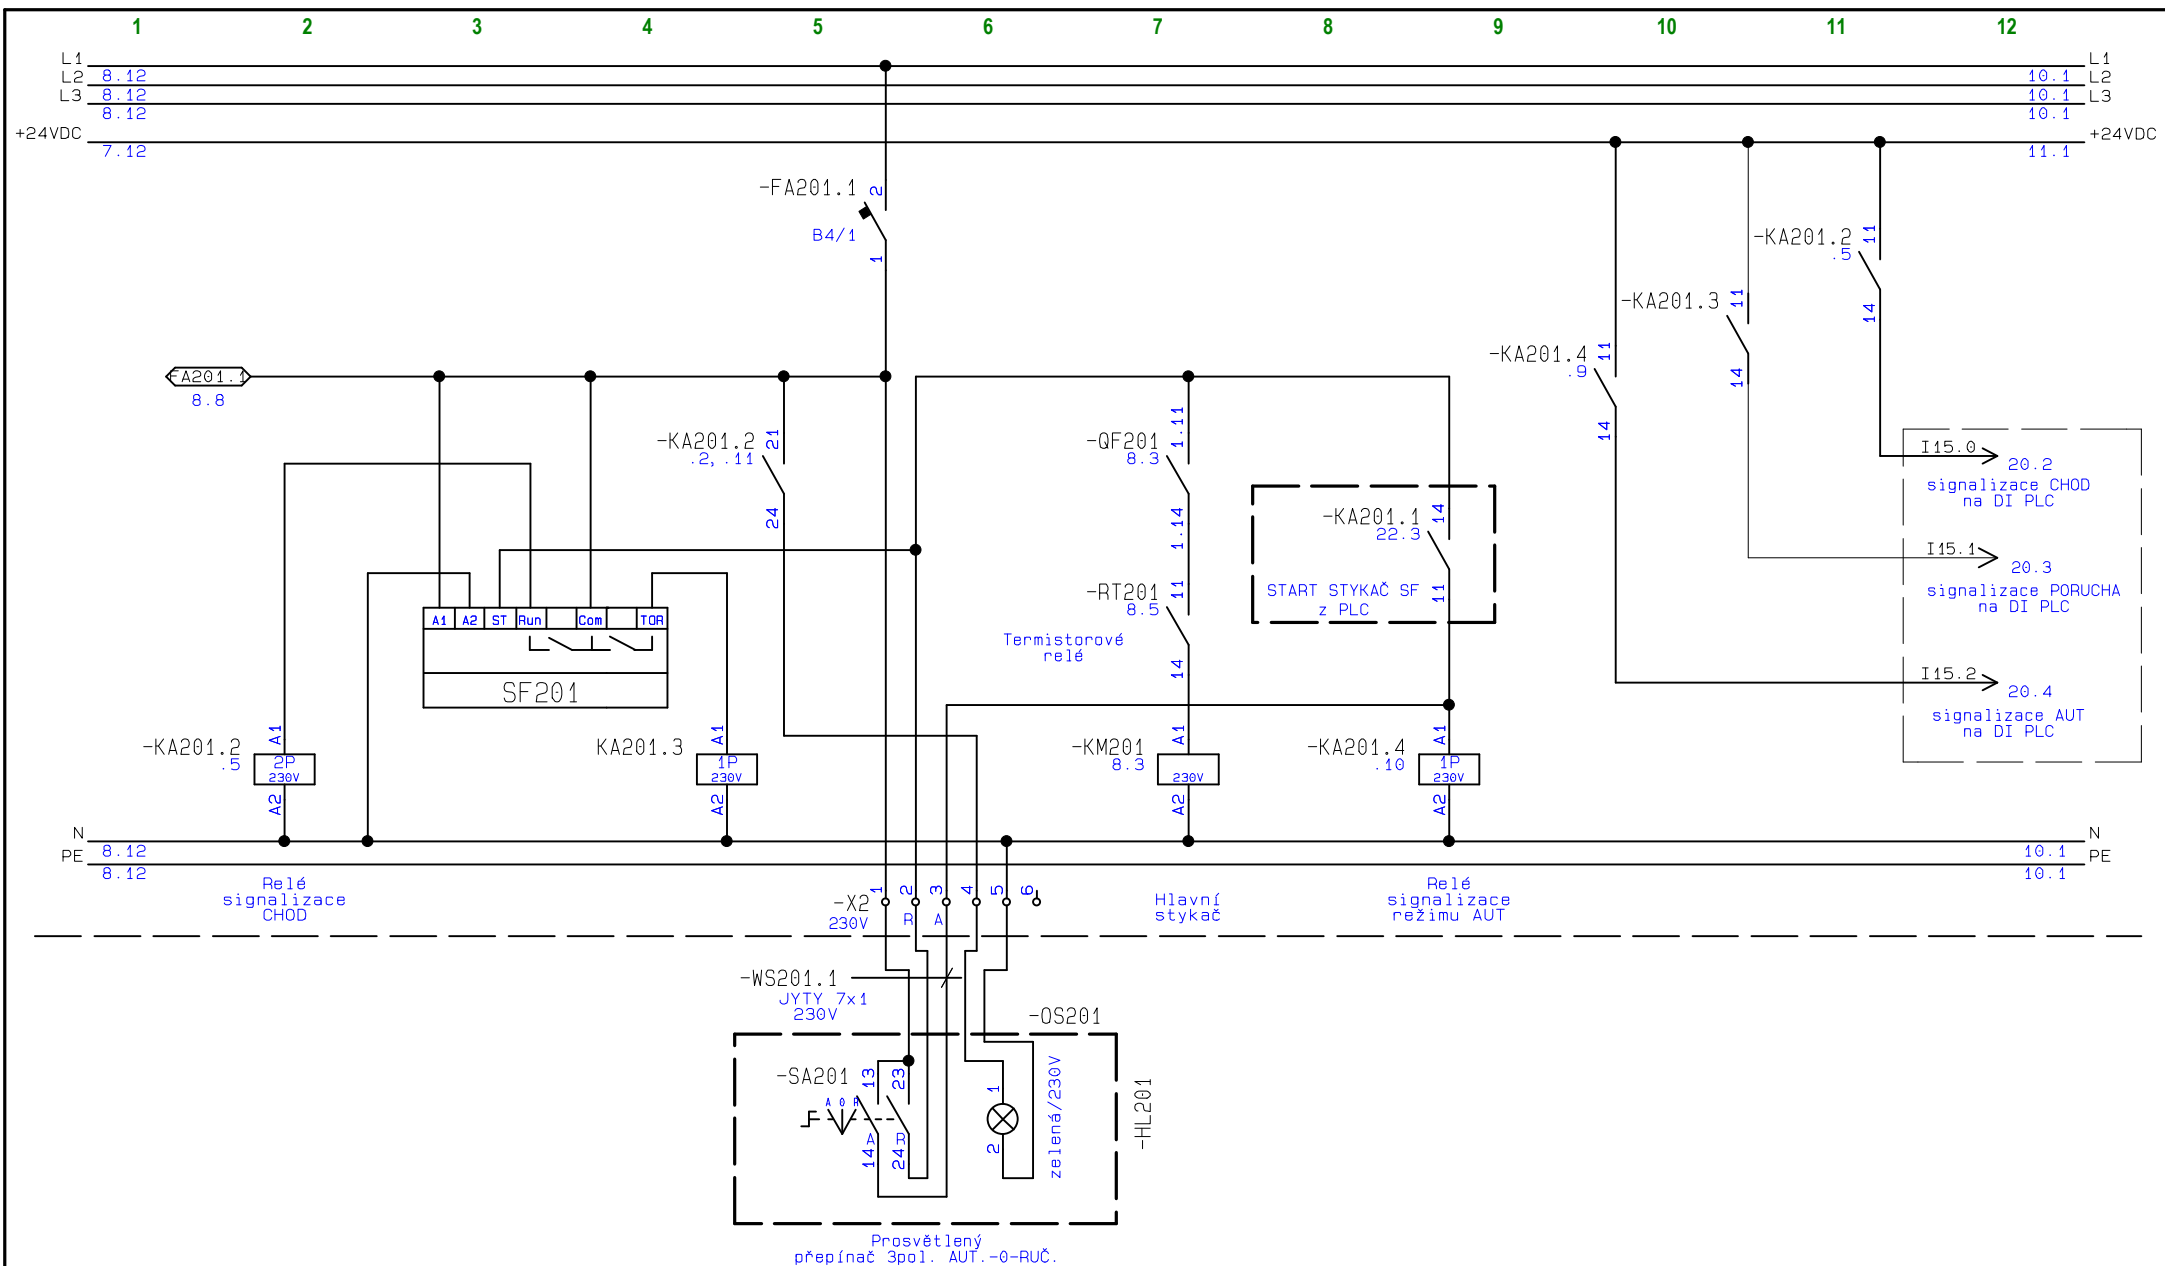 1 2 3 4 5 6 7 8 9 10 11 12
L1 L1
L2 8.12 10.1 L2
L3 8.12 10.1 L3
8.12 10.1
+24VDC +24VDC
7.12 11.1
-FA201.1 2
B4/1
1
-KA201.2 11
.5
14
-KA201.3 11
14
-KA201.4 11
.9
14
FA201.1
8.8
-KA201.2 21
.2, .11
24
-QF201 1.11
8.3
1.14
-KA201.1 14
22.3
START STYKAČ SF
z PLC
11
-RT201 11
8.5
14
Termistorové
relé
I15.0
20.2
signalizace CHOD
na DI PLC
I15.1
20.3
signalizace PORUCHA
na DI PLC
I15.2
20.4
signalizace AUT
na DI PLC
A1 A2 ST Run Com TOR
SF201
-KA201.2 A1
.5
2P
230V
A2
KA201.3 A1
1P
230V
A2
-KM201 A1
8.3
230V
A2
-KA201.4 A1
.10
1P
230V
A2
N N
8.12 10.1
PE PE
8.12 10.1
Relé
signalizace
CHOD
-X2 1 2 3 4 5 6
230V R A
Hlavní
stykač
Relé
signalizace
režimu AUT
-WS201.1
JYTY 7x1
230V
-OS201
-SA201 13 23
A 0 R
A R
14 24
1
2
zelená/230V
-HL201
Prosvětlený
přepínač 3pol. AUT.-0-RUČ.